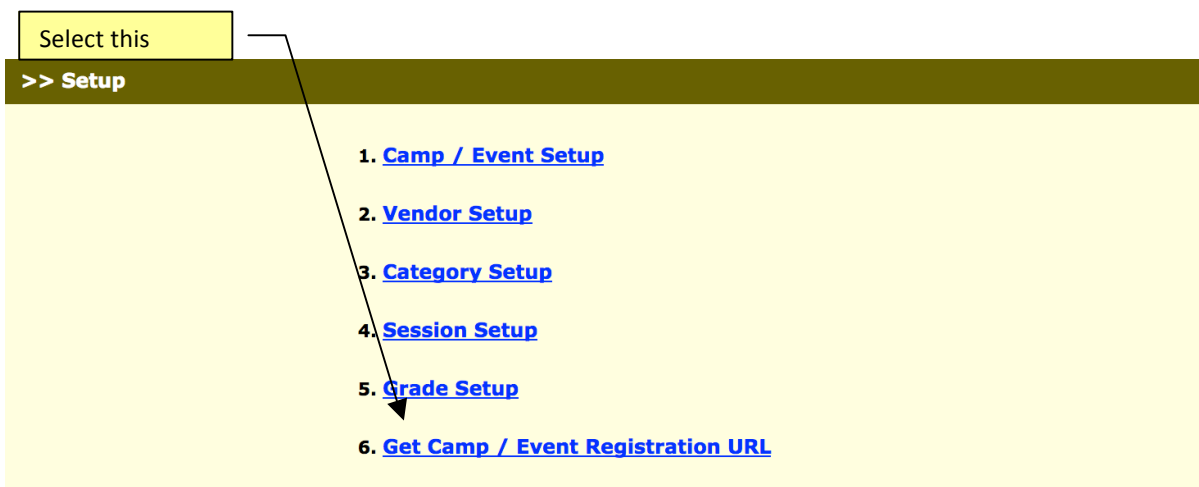 Select this
>> Setup
1. Camp / Event Setup
2. Vendor Setup
3. Category Setup
4. Session Setup
5. Grade Setup
6. Get Camp / Event Registration URL